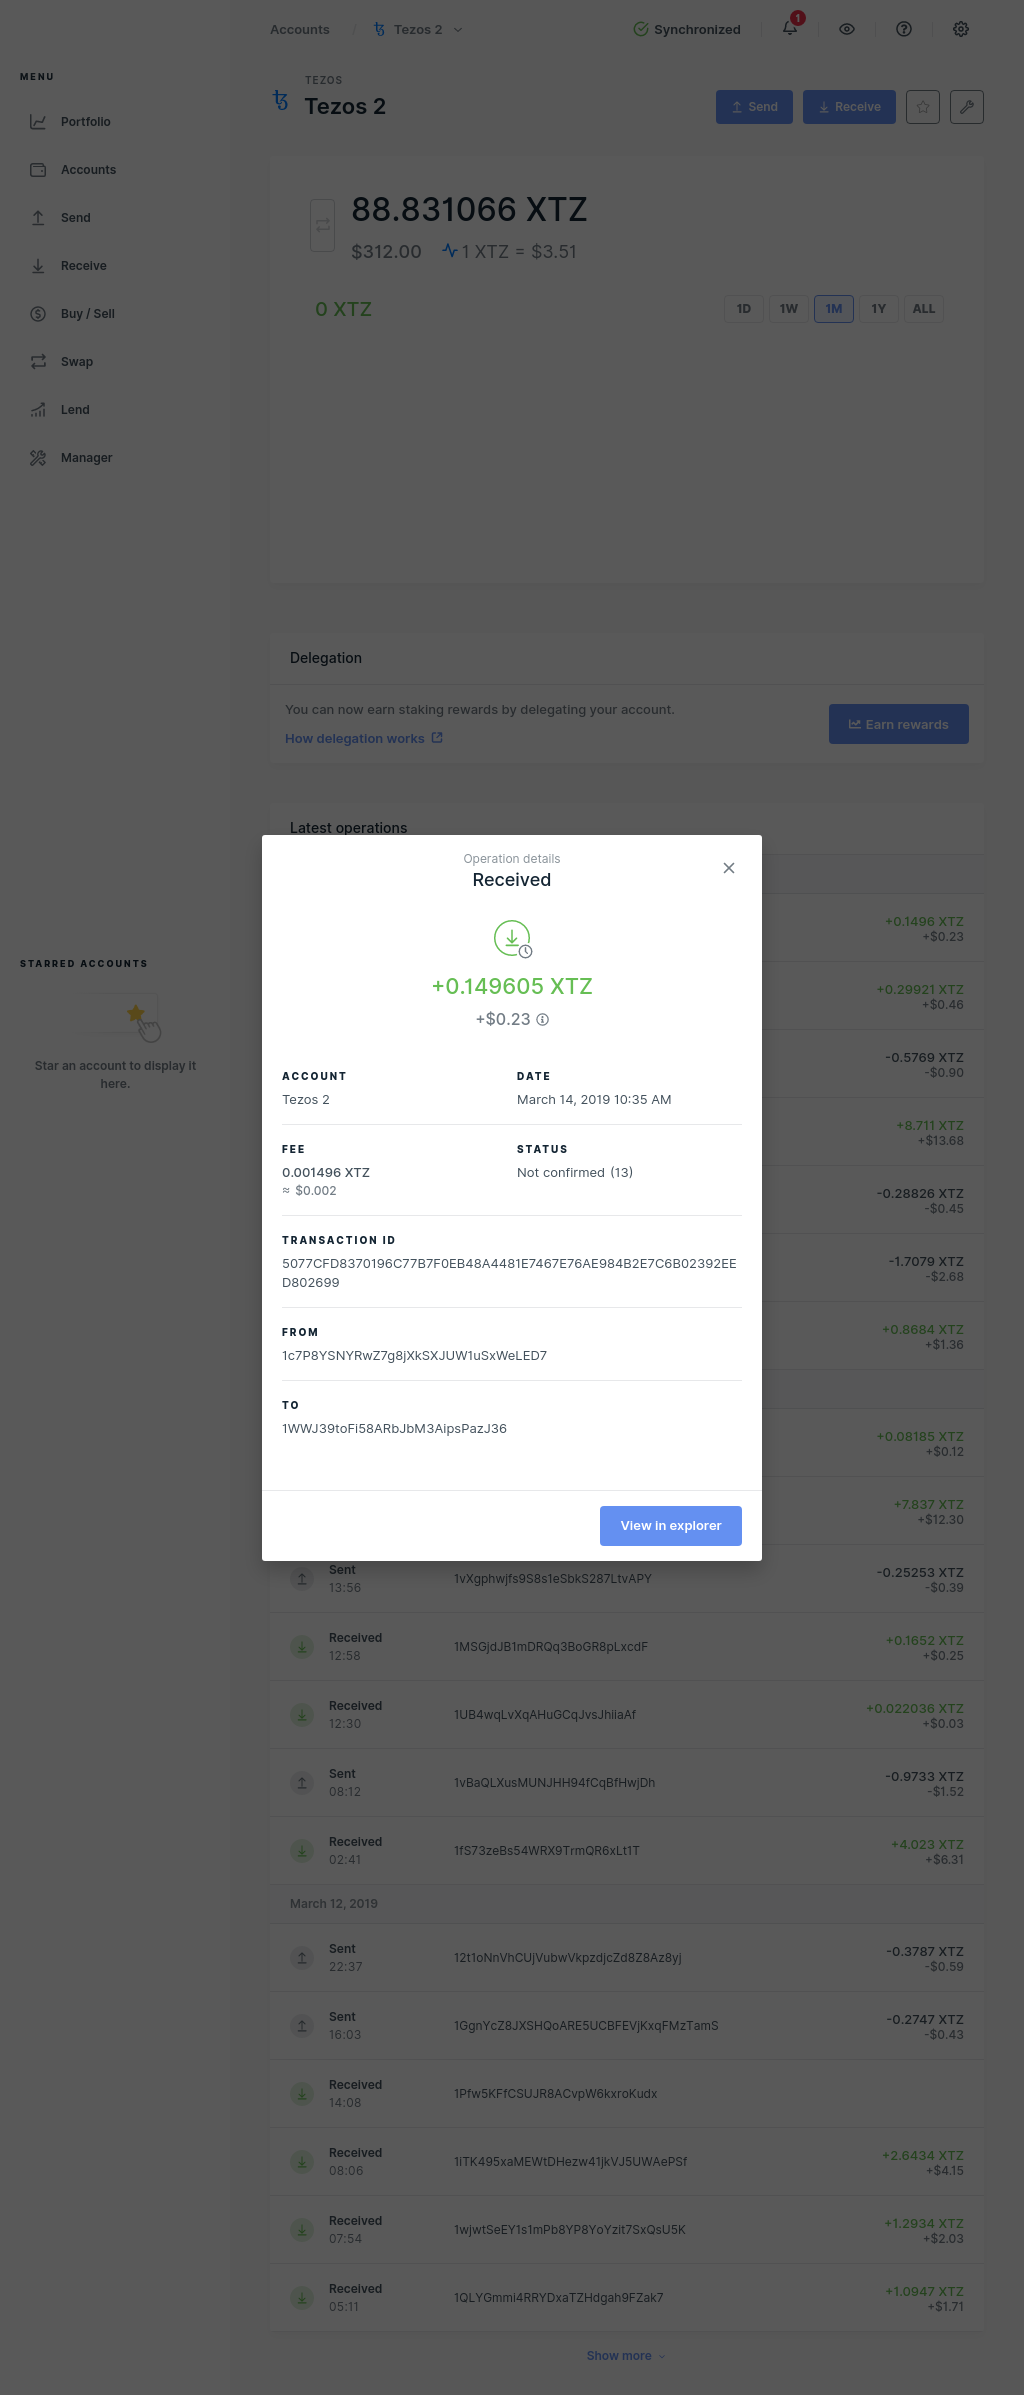 Accounts / Tezos 2
Synchronized
1
MENU
Portfolio
Accounts
Send
Receive
Buy / Sell
Swap
Lend
Manager
STARRED ACCOUNTS
Star an account to display it
here.
TEZOS
Tezos 2
Send
Receive
88.831066 XTZ
$312.00 1 XTZ = $3.51
0 XTZ
1D 1W 1M 1Y ALL
Delegation
You can now earn staking rewards by delegating your account.
How delegation works
Earn rewards
Latest operations
+0.1496 XTZ
+$0.23
+0.29921 XTZ
+$0.46
-0.5769 XTZ
-$0.90
+8.711 XTZ
+$13.68
-0.28826 XTZ
-$0.45
-1.7079 XTZ
-$2.68
+0.8684 XTZ
+$1.36
+0.08185 XTZ
+$0.12
+7.837 XTZ
+$12.30
Operation details
Received
+0.149605 XTZ
+$0.23
ACCOUNT
Tezos 2
DATE
March 14, 2019 10:35 AM
FEE
0.001496 XTZ
≈ $0.002
STATUS
Not confirmed (13)
TRANSACTION ID
5077CFD8370196C77B7F0EB48A4481E7467E76AE984B2E7C6B02392EE
D802699
FROM
1c7P8YSNYRwZ7g8jXkSXJUW1uSxWeLED7
TO
1WWJ39toFi58ARbJbM3AipsPazJ36
View in explorer
Sent
13:56
1vXgphwjfs9S8s1eSbkS287LtvAPY
-0.25253 XTZ
-$0.39
Received
12:58
1MSGjdJB1mDRQq3BoGR8pLxcdF
+0.1652 XTZ
+$0.25
Received
12:30
1UB4wqLvXqAHuGCqJvsJhiiaAf
+0.022036 XTZ
+$0.03
Sent
08:12
1vBaQLXusMUNJHH94fCqBfHwjDh
-0.9733 XTZ
-$1.52
Received
02:41
1fS73zeBs54WRX9TrmQR6xLt1T
+4.023 XTZ
+$6.31
March 12, 2019
Sent
22:37
12t1oNnVhCUjVubwVkpzdjcZd8Z8Az8yj
-0.3787 XTZ
-$0.59
Sent
16:03
1GgnYcZ8JXSHQoARE5UCBFEVjKxqFMzTamS
-0.2747 XTZ
-$0.43
Received
14:08
1Pfw5KFfCSUJR8ACvpW6kxroKudx
Received
08:06
1iTK495xaMEWtDHezw41jkVJ5UWAePSf
+2.6434 XTZ
+$4.15
Received
07:54
1wjwtSeEY1s1mPb8YP8YoYzit7SxQsU5K
+1.2934 XTZ
+$2.03
Received
05:11
1QLYGmmi4RRYDxaTZHdgah9FZak7
+1.0947 XTZ
+$1.71
Show more